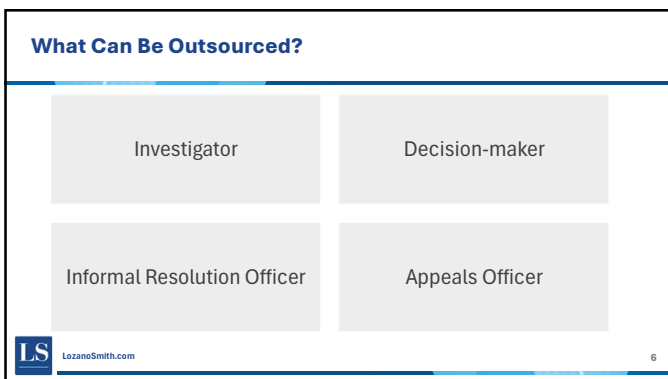 What Can Be Outsourced?
Investigator
Decision-maker
Informal Resolution Officer
Appeals Officer
LS
LozanoSmith.com
6